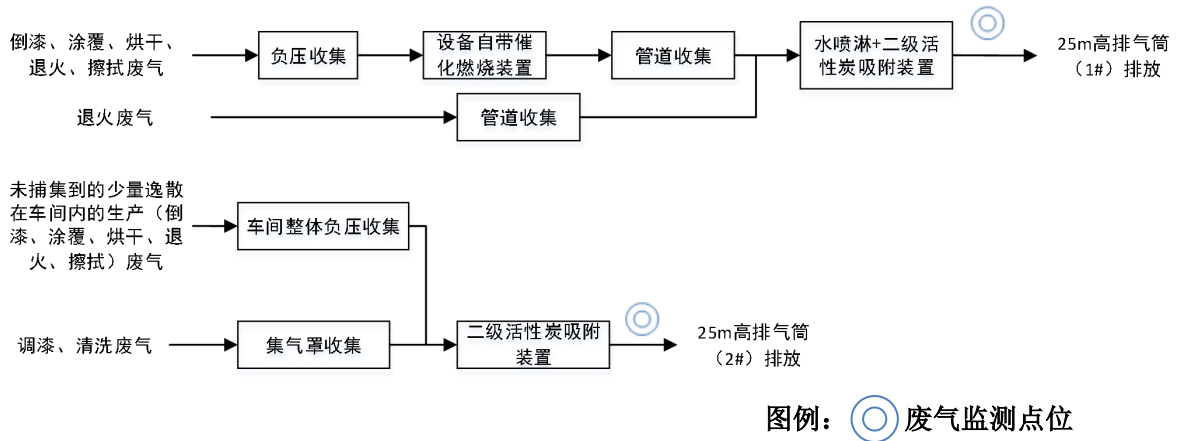 倒漆、涂覆、烘干、
退火、擦拭废气
负压收集
设备自带催
化燃烧装置
管道收集
水喷淋+二级活
性炭吸附装置
25m高排气筒
（1#）排放
退火废气
管道收集
未捕集到的少量逸散
在车间内的生产（倒
漆、涂覆、烘干、退
火、擦拭）废气
车间整体负压收集
调漆、清洗废气
集气罩收集
二级活性炭吸附
装置
25m高排气筒
（2#）排放
图例：
废气监测点位